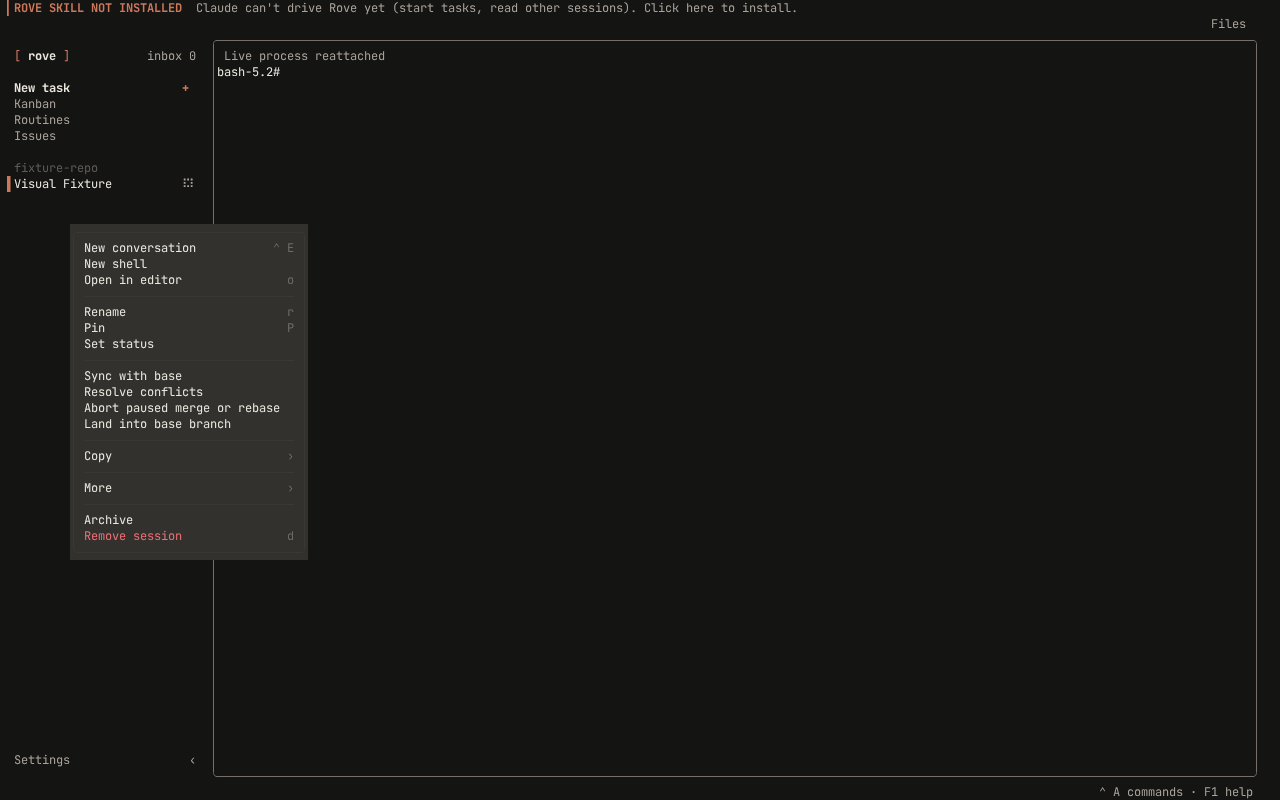 ROVE SKILL NOT INSTALLED  Claude can't drive Rove yet (start tasks, read other sessions). Click here to install.
Files
[ rove ]  inbox 0
Live process reattached
bash-5.2#
New task  +
Kanban
Routines
Issues
fixture-repo
Visual Fixture
New conversation  ^ E
New shell
Open in editor  o
Rename  r
Pin  P
Set status
Sync with base
Resolve conflicts
Abort paused merge or rebase
Land into base branch
Copy  ›
More  ›
Archive
Remove session  d
Settings  ‹
^ A commands · F1 help